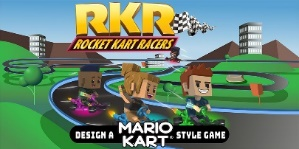 RKR
ROCKET KART RACERS
DESIGN A MARIO KART STYLE GAME